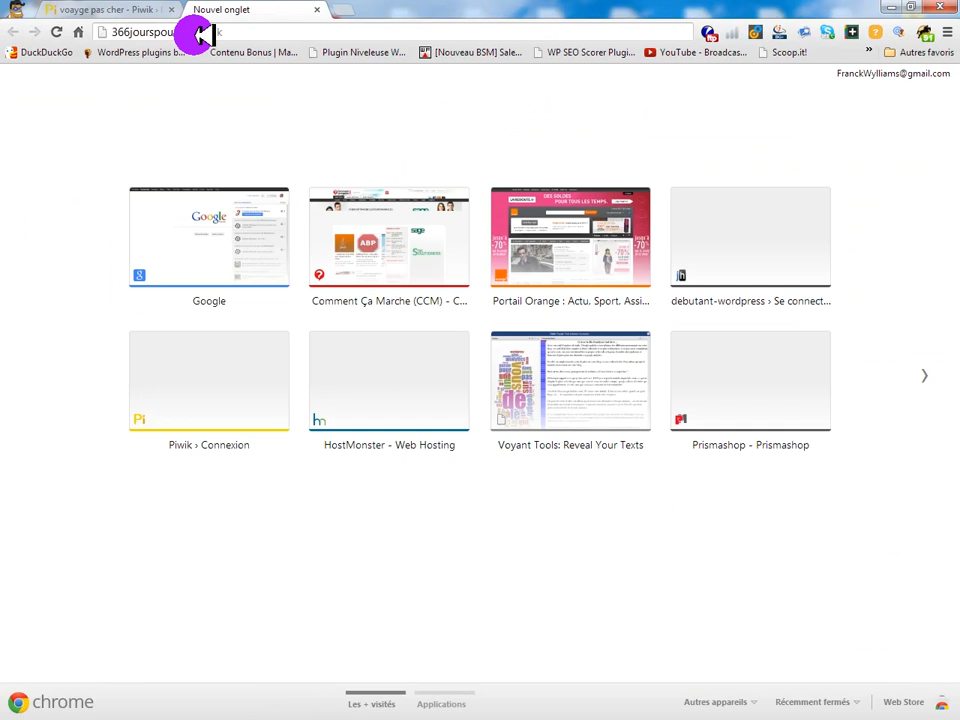 voayge pas cher - Piwik ›
Nouvel onglet
366jourspou
DuckDuckGo
WordPress plugins b...
Contenu Bonus | Ma...
Plugin Niveleuse W...
[Nouveau BSM] Sale...
WP SEO Scorer Plugi...
YouTube - Broadcas...
Scoop.it!
»
Autres favoris
FranckWylliams@gmail.com
Google
Google
Comment Ça Marche (CCM) - C...
Portail Orange : Actu, Sport, Assi...
debutant-wordpress › Se connect...
Piwik › Connexion
HostMonster - Web Hosting
Voyant Tools: Reveal Your Texts
Prismashop - Prismashop
chrome
Les + visités
Applications
Autres appareils
Récemment fermés
Web Store